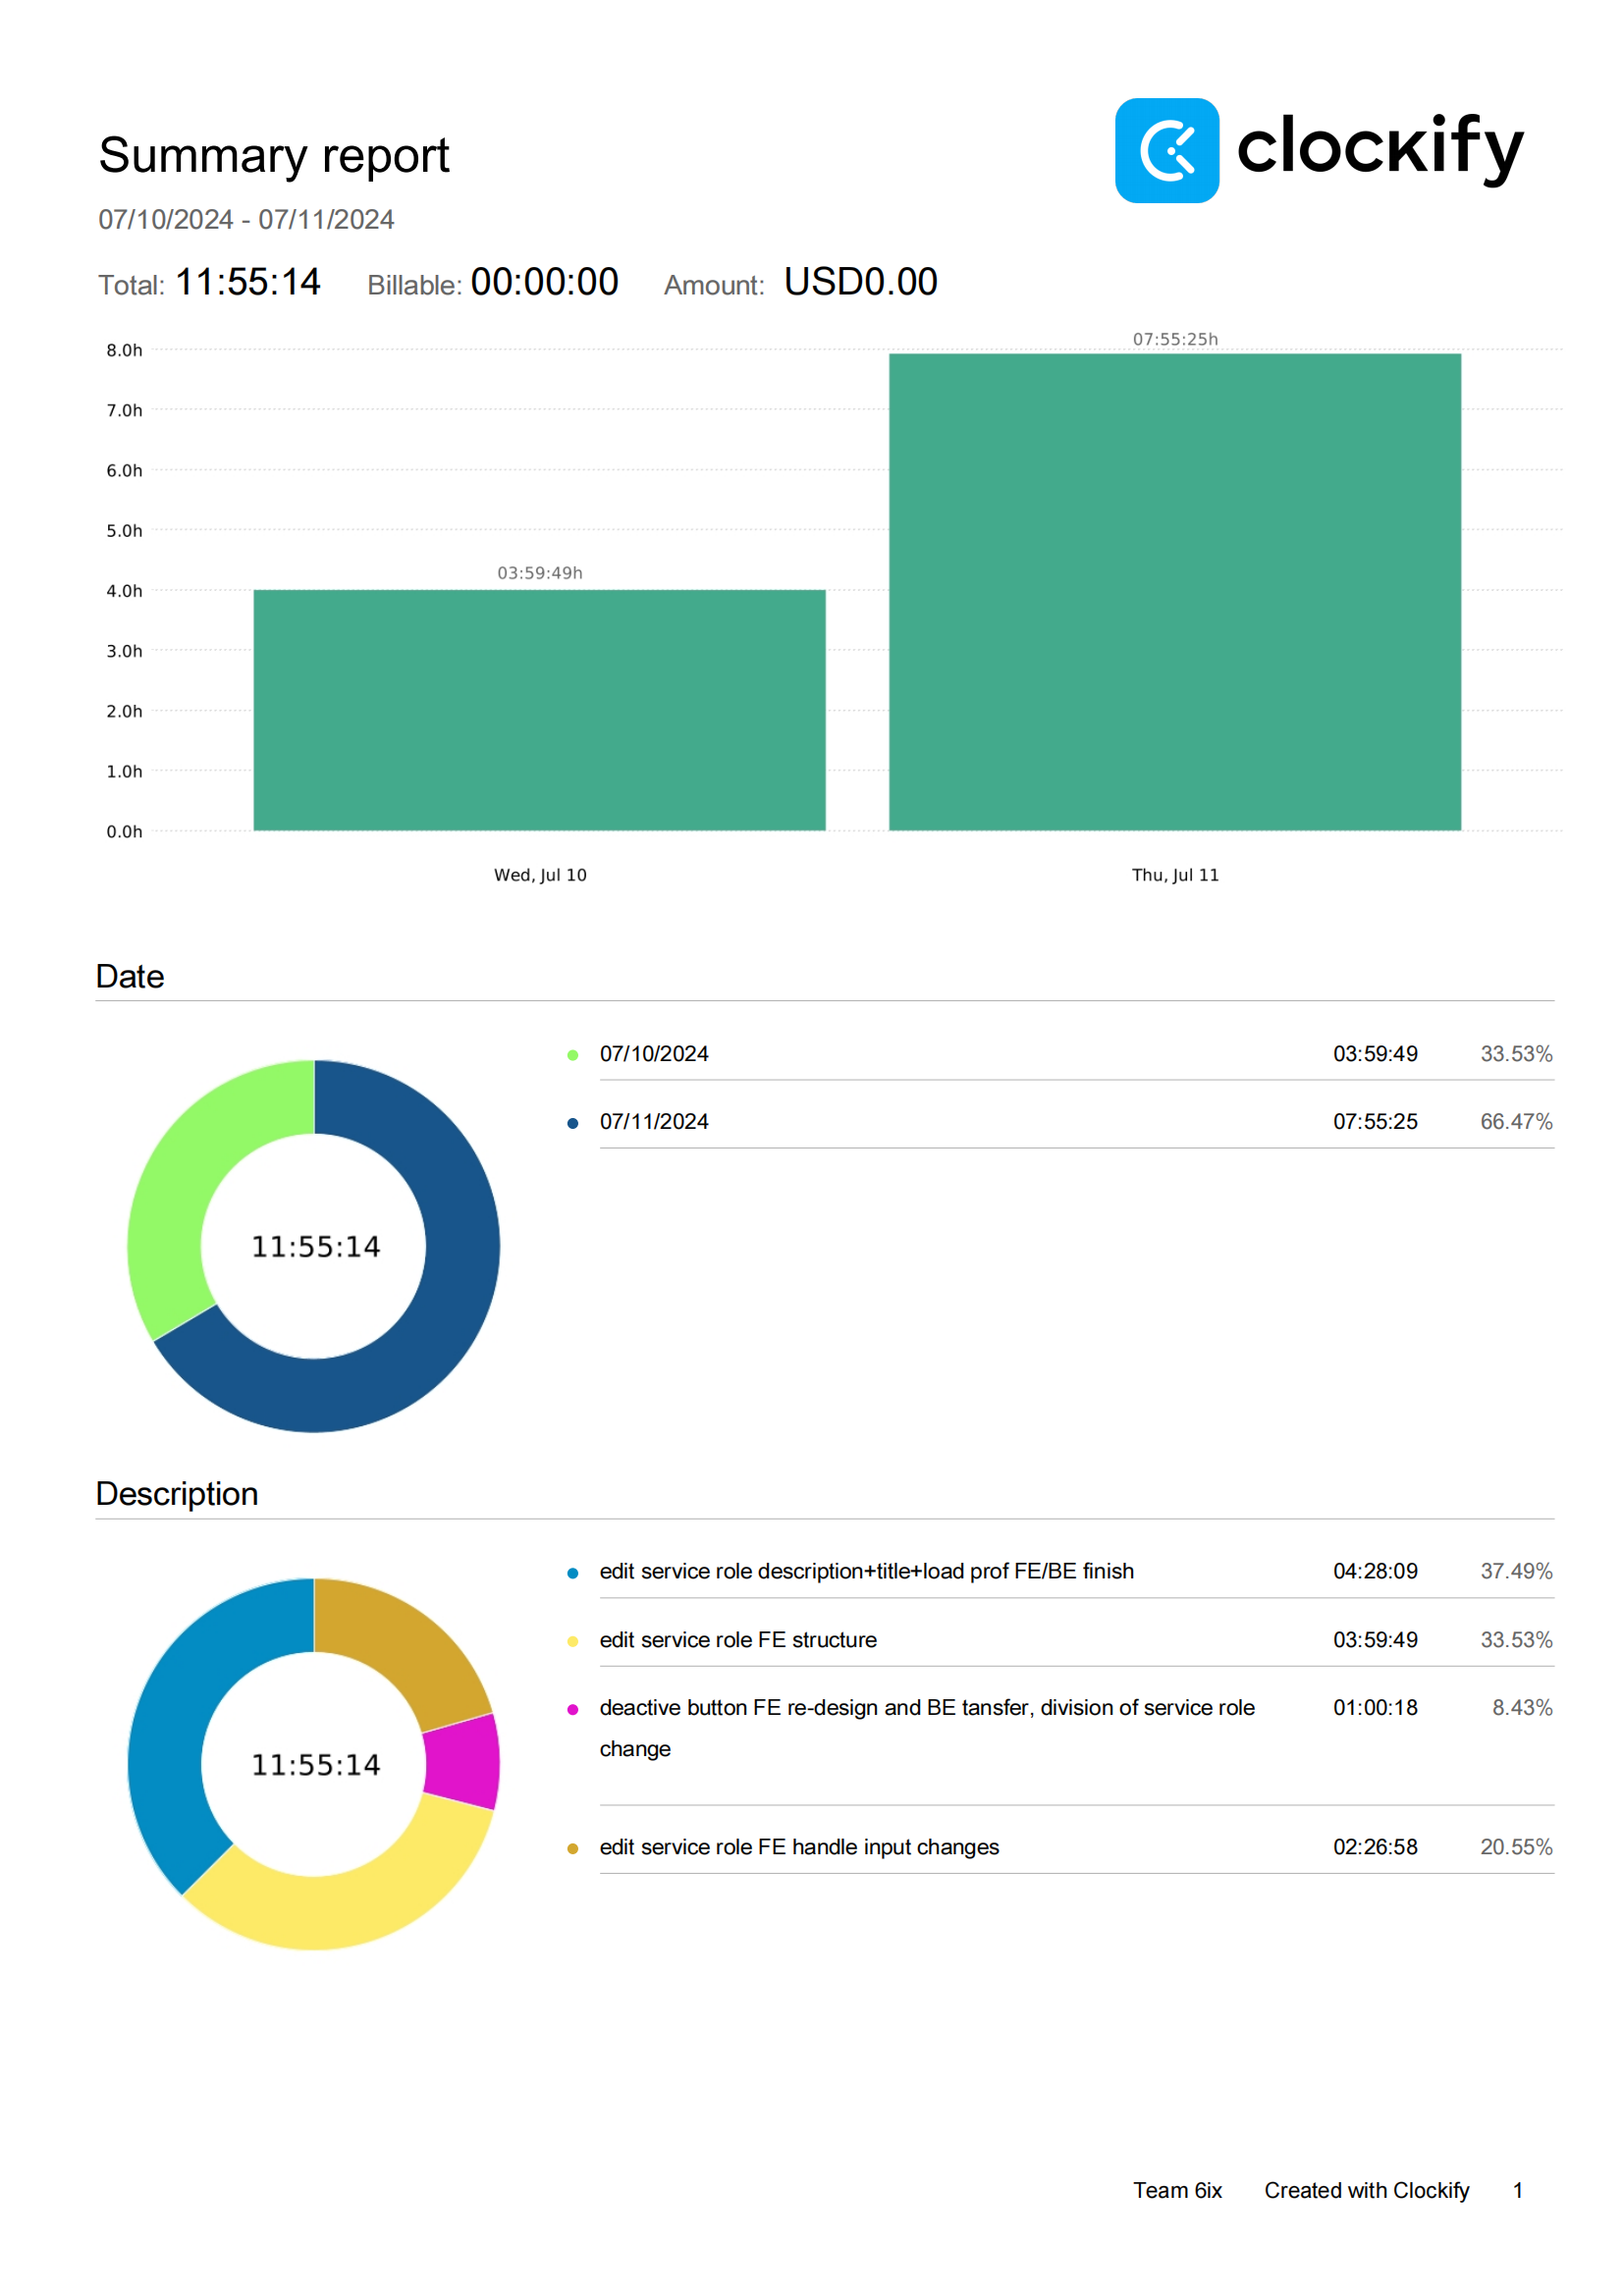 Summary report
clockify
07/10/2024 - 07/11/2024
Total: 11:55:14 Billable: 00:00:00 Amount: USD0.00
07:55:25h
8.0h
7.0h
6.0h
5.0h
03:59:49h
4.0h
3.0h
2.0h
1.0h
0.0h
Wed, Jul 10 Thu, Jul 11
Date
07/10/2024 03:59:49 33.53%
07/11/2024 07:55:25 66.47%
11:55:14
Description
edit service role description+title+load prof FE/BE finish 04:28:09 37.49%
edit service role FE structure 03:59:49 33.53%
deactive button FE re-design and BE tansfer, division of service role 01:00:18 8.43%
change
11:55:14
edit service role FE handle input changes 02:26:58 20.55%
Team 6ix Created with Clockify 1